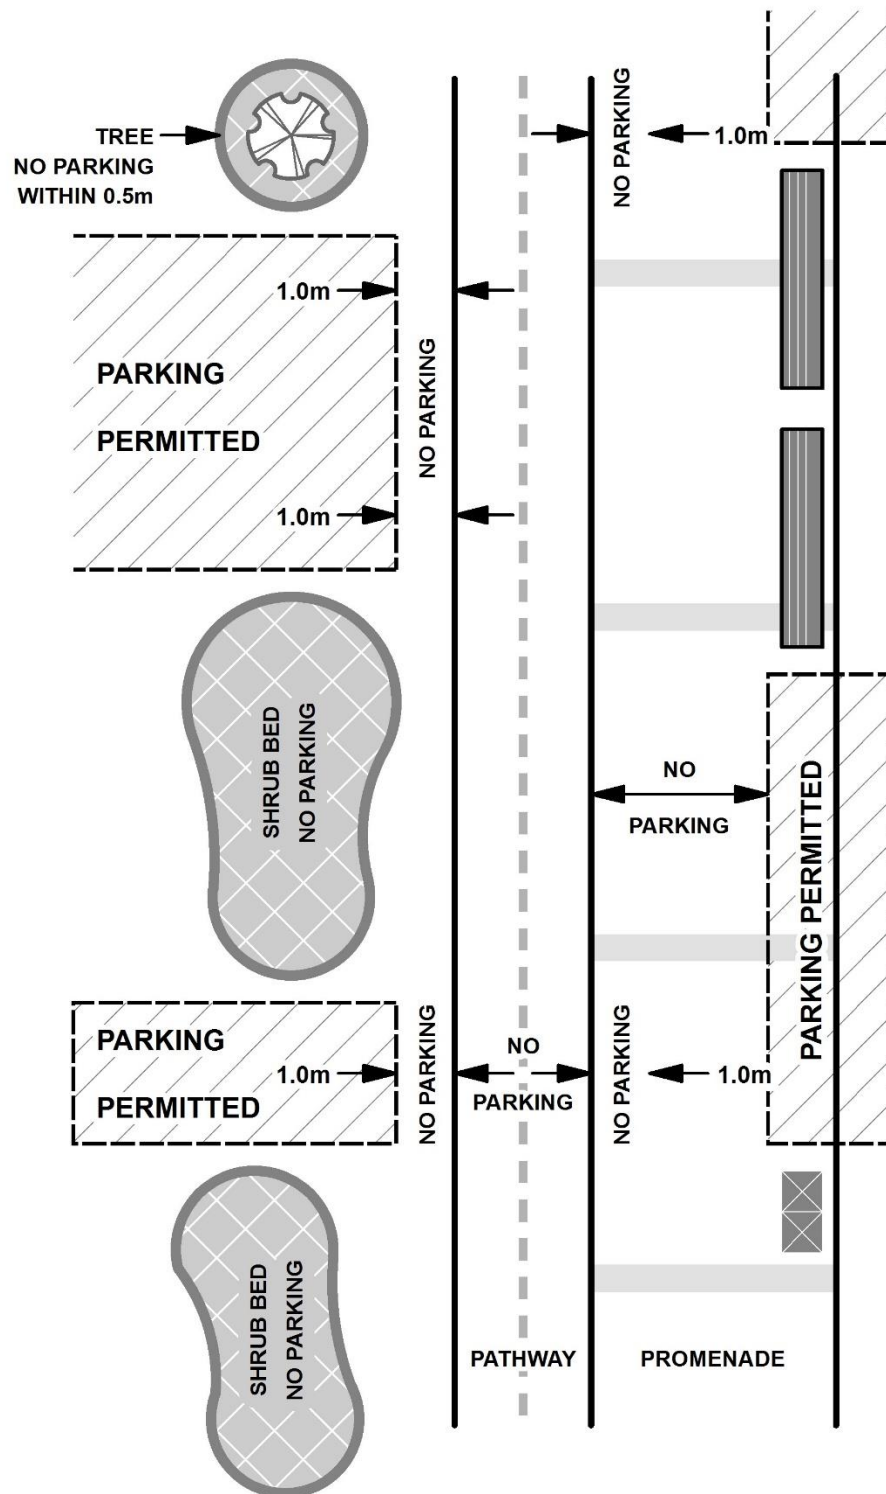 NO PARKING
TREE
NO PARKING
WITHIN 0.5m
1.0m
1.0m
PARKING
PERMITTED
NO PARKING
1.0m
SHRUB BED
NO PARKING
NO
PARKING
PARKING PERMITTED
PARKING
PERMITTED
1.0m
NO PARKING
NO
PARKING
NO PARKING
1.0m
SHRUB BED
NO PARKING
PATHWAY
PROMENADE